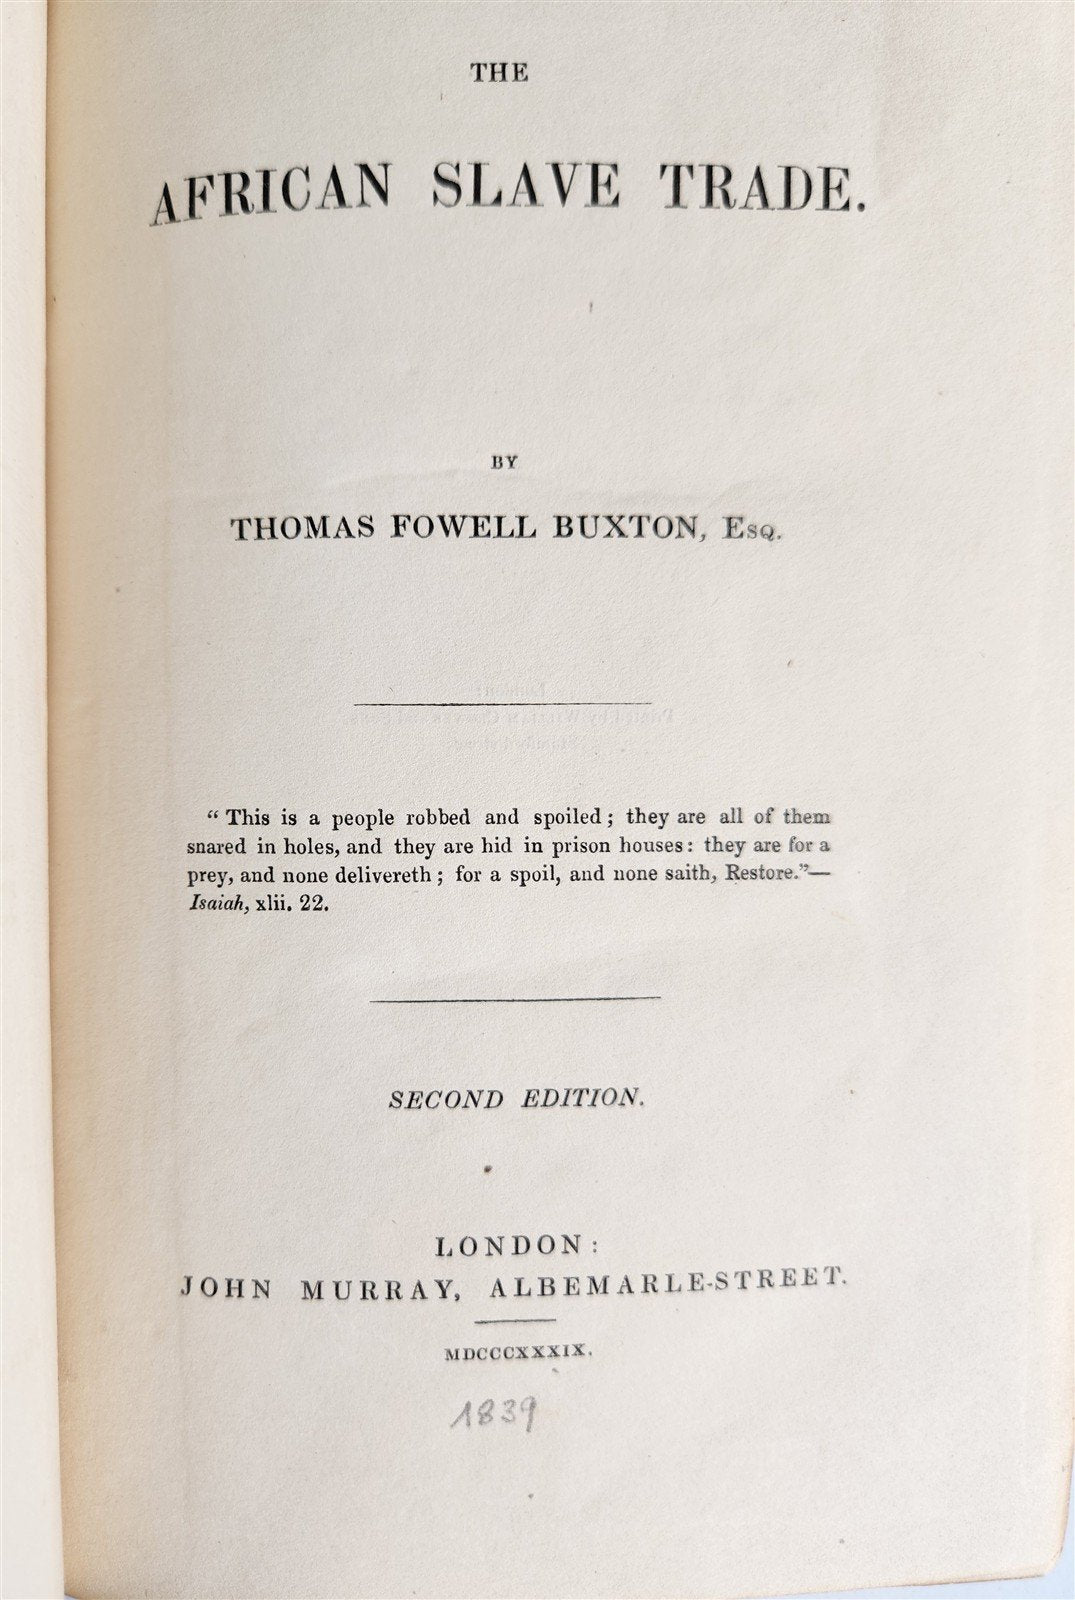 THE
AFRICAN SLAVE TRADE.
BY
THOMAS FOWELL BUXTON, ESQ.
“ This is a people robbed and spoiled ; they are all of them
snared in holes, and they are hid in prison houses : they are for a
prey, and none delivereth ; for a spoil, and none saith, Restore.”—
Isaiah, xlii. 22.
SECOND EDITION.
LONDON :
JOHN MURRAY, ALBEMARLE-STREET.
MDCCCXXXIX.
1839